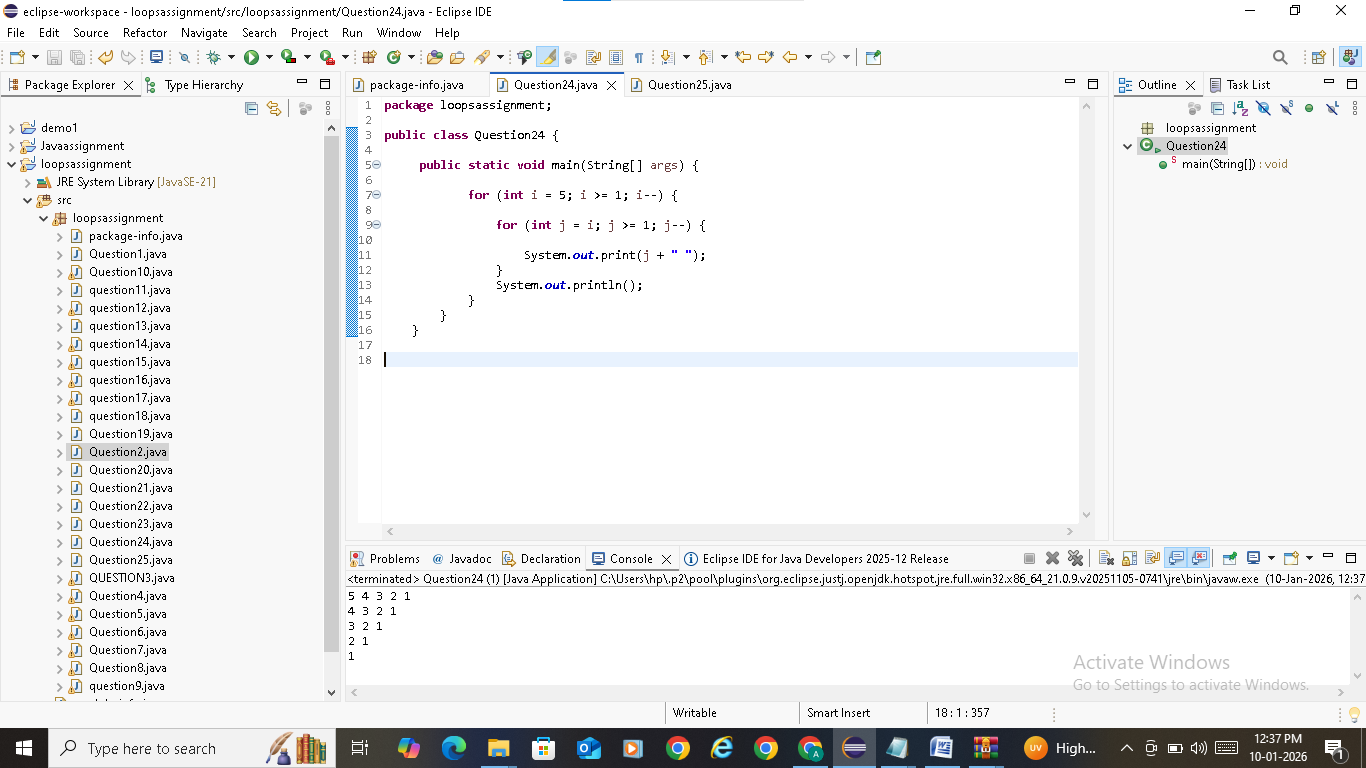 eclipse-workspace - loopsassignment/src/loopsassignment/Question24.java - Eclipse IDE
File Edit Source Refactor Navigate Search Project Run Window Help
Package Explorer Type Hierarchy
demo1
Javaassignment
loopsassignment
JRE System Library [JavaSE-21]
src
loopsassignment
package-info.java
Question1.java
Question10.java
question11.java
question12.java
question13.java
question14.java
question15.java
question16.java
question17.java
question18.java
Question19.java
Question2.java
Question20.java
Question21.java
Question22.java
Question23.java
Question24.java
Question25.java
QUESTION3.java
Question4.java
Question5.java
Question6.java
Question7.java
Question8.java
question9.java
package-info.java Question24.java Question25.java
1 package loopsassignment;
2
3 public class Question24 {
4
5 public static void main(String[] args) {
6
7 for (int i = 5; i >= 1; i--) {
8
9 for (int j = i; j >= 1; j--) {
10
11 System.out.print(j + " ");
12 }
13 System.out.println();
14 }
15 }
16 }
17
18
Outline Task List
loopsassignment
Question24
main(String[]) : void
Problems Javadoc Declaration Console Eclipse IDE for Java Developers 2025-12 Release
<terminated> Question24 (1) [Java Application] C:\Users\hp\.p2\pool\plugins\org.eclipse.justj.openjdk.hotspot.jre.full.win32.x86_64_21.0.9.v20251105-0741\jre\bin\javaw.exe (10-Jan-2026, 12:37
5 4 3 2 1
4 3 2 1
3 2 1
2 1
1
Activate Windows
Go to Settings to activate Windows.
Writable Smart Insert 18 : 1 : 357
Type here to search
UV High...
12:37 PM
10-01-2026
1